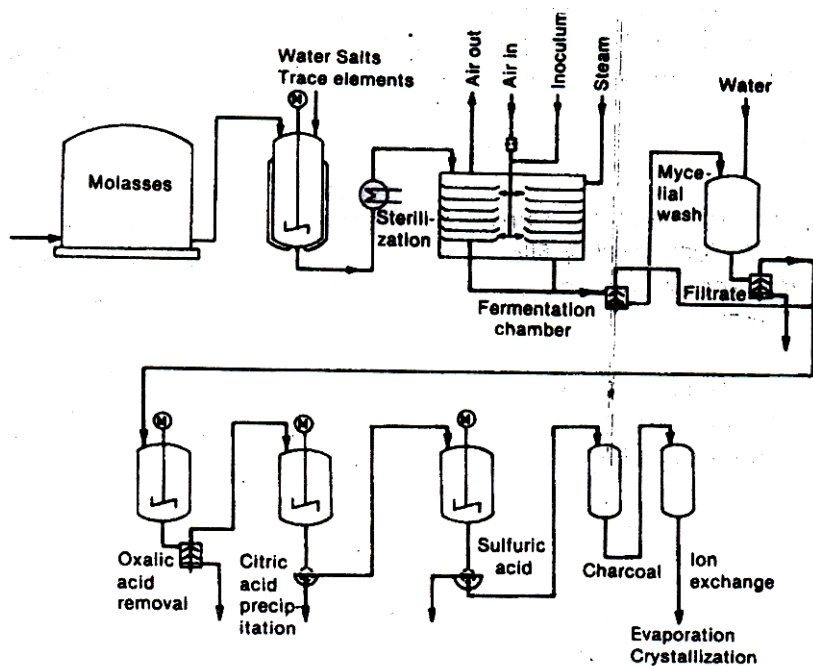 Water Salts
Trace elements
Air out
Air in
Inoculum
Steam
Water
M
Molasses
Myce-
lial
wash
Sterili-
zation
Fermentation
chamber
Filtrate
M
M
M
Oxalic
acid
removal
Citric
acid
precip-
itation
Sulfuric
acid
Charcoal
Ion
exchange
Evaporation
Crystallization